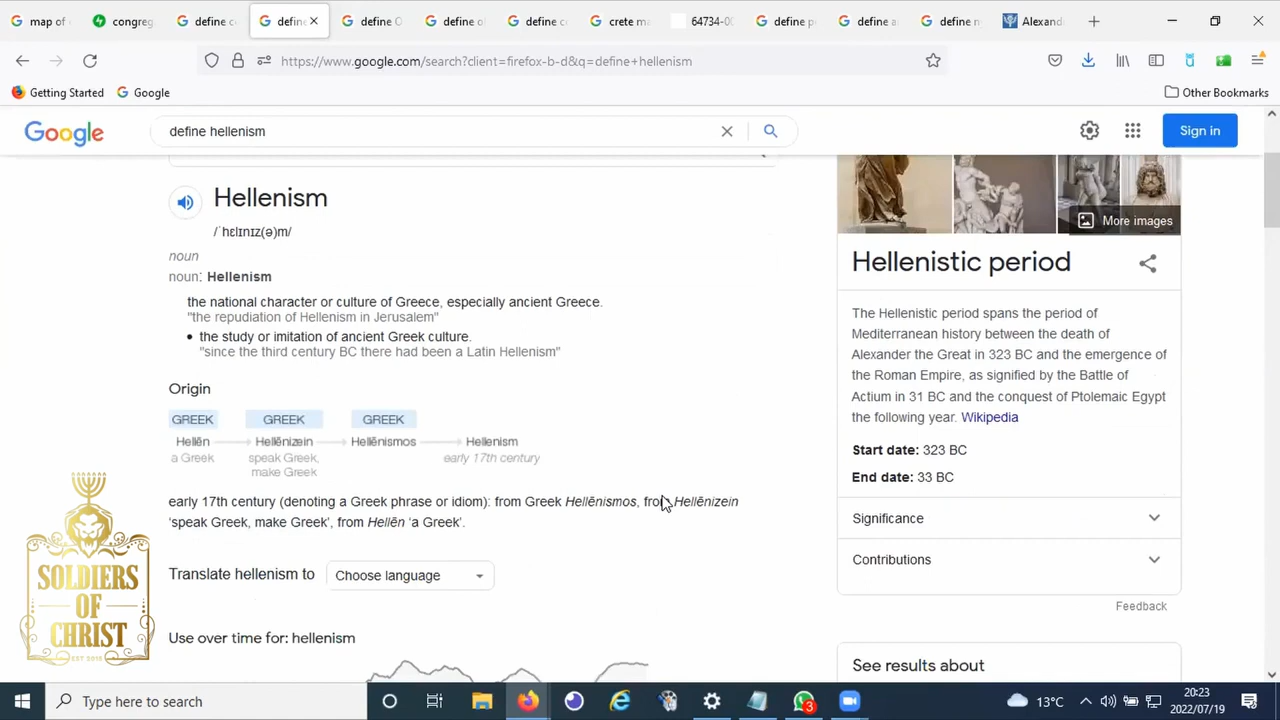 map of
congreg
define c
define
define C
define ol
define co
crete ma
64734-0
define p
define a
define n
Alexand
https://www.google.com/search?client=firefox-b-d&q=define+hellenism
Getting Started
Google
Other Bookmarks
Google
define hellenism
Sign in
Hellenism
/ˈhɛlɪnɪz(ə)m/
noun
noun: Hellenism
the national character or culture of Greece, especially ancient Greece.
"the repudiation of Hellenism in Jerusalem"
• the study or imitation of ancient Greek culture.
"since the third century BC there had been a Latin Hellenism"
Origin
GREEK GREEK GREEK
Hellēn Hellēnizein Hellēnismos Hellenism
a Greek speak Greek, early 17th century
make Greek
early 17th century (denoting a Greek phrase or idiom): from Greek Hellēnismos, from Hellēnizein
‘speak Greek, make Greek’, from Hellēn ‘a Greek’.
Translate hellenism to Choose language
Use over time for: hellenism
More images
Hellenistic period
The Hellenistic period spans the period of
Mediterranean history between the death of
Alexander the Great in 323 BC and the emergence of
the Roman Empire, as signified by the Battle of
Actium in 31 BC and the conquest of Ptolemaic Egypt
the following year. Wikipedia
Start date: 323 BC
End date: 33 BC
Significance
Contributions
Feedback
See results about
SOLDIERS
OF
CHRIST
EST 2015
Type here to search
3
13°C
20:23
2022/07/19